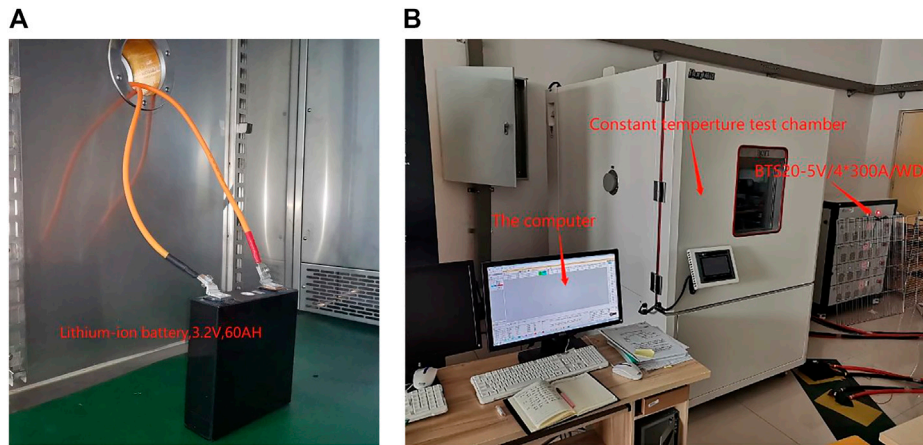 A
B
Lithium-ion battery,3.2V,60AH
Constant temperture test chamber
BTS20-5V/4*300A/WD
The computer